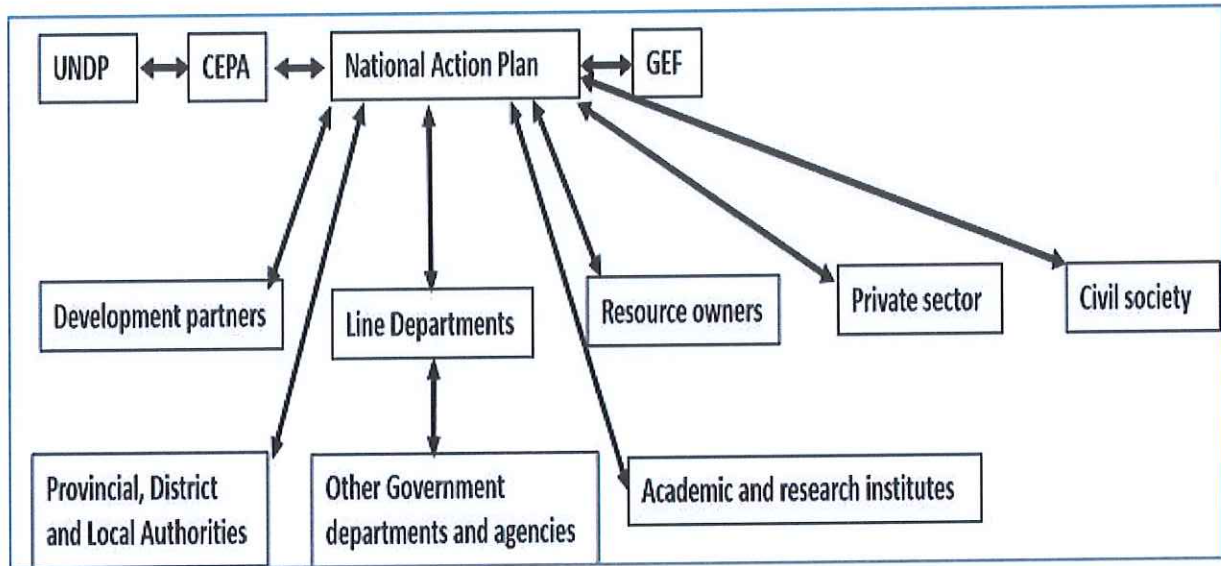 UNDP
CEPA
National Action Plan
GEF
Development partners
Line Departments
Resource owners
Private sector
Civil society
Provincial, District
and Local Authorities
Other Government
departments and agencies
Academic and research institutes